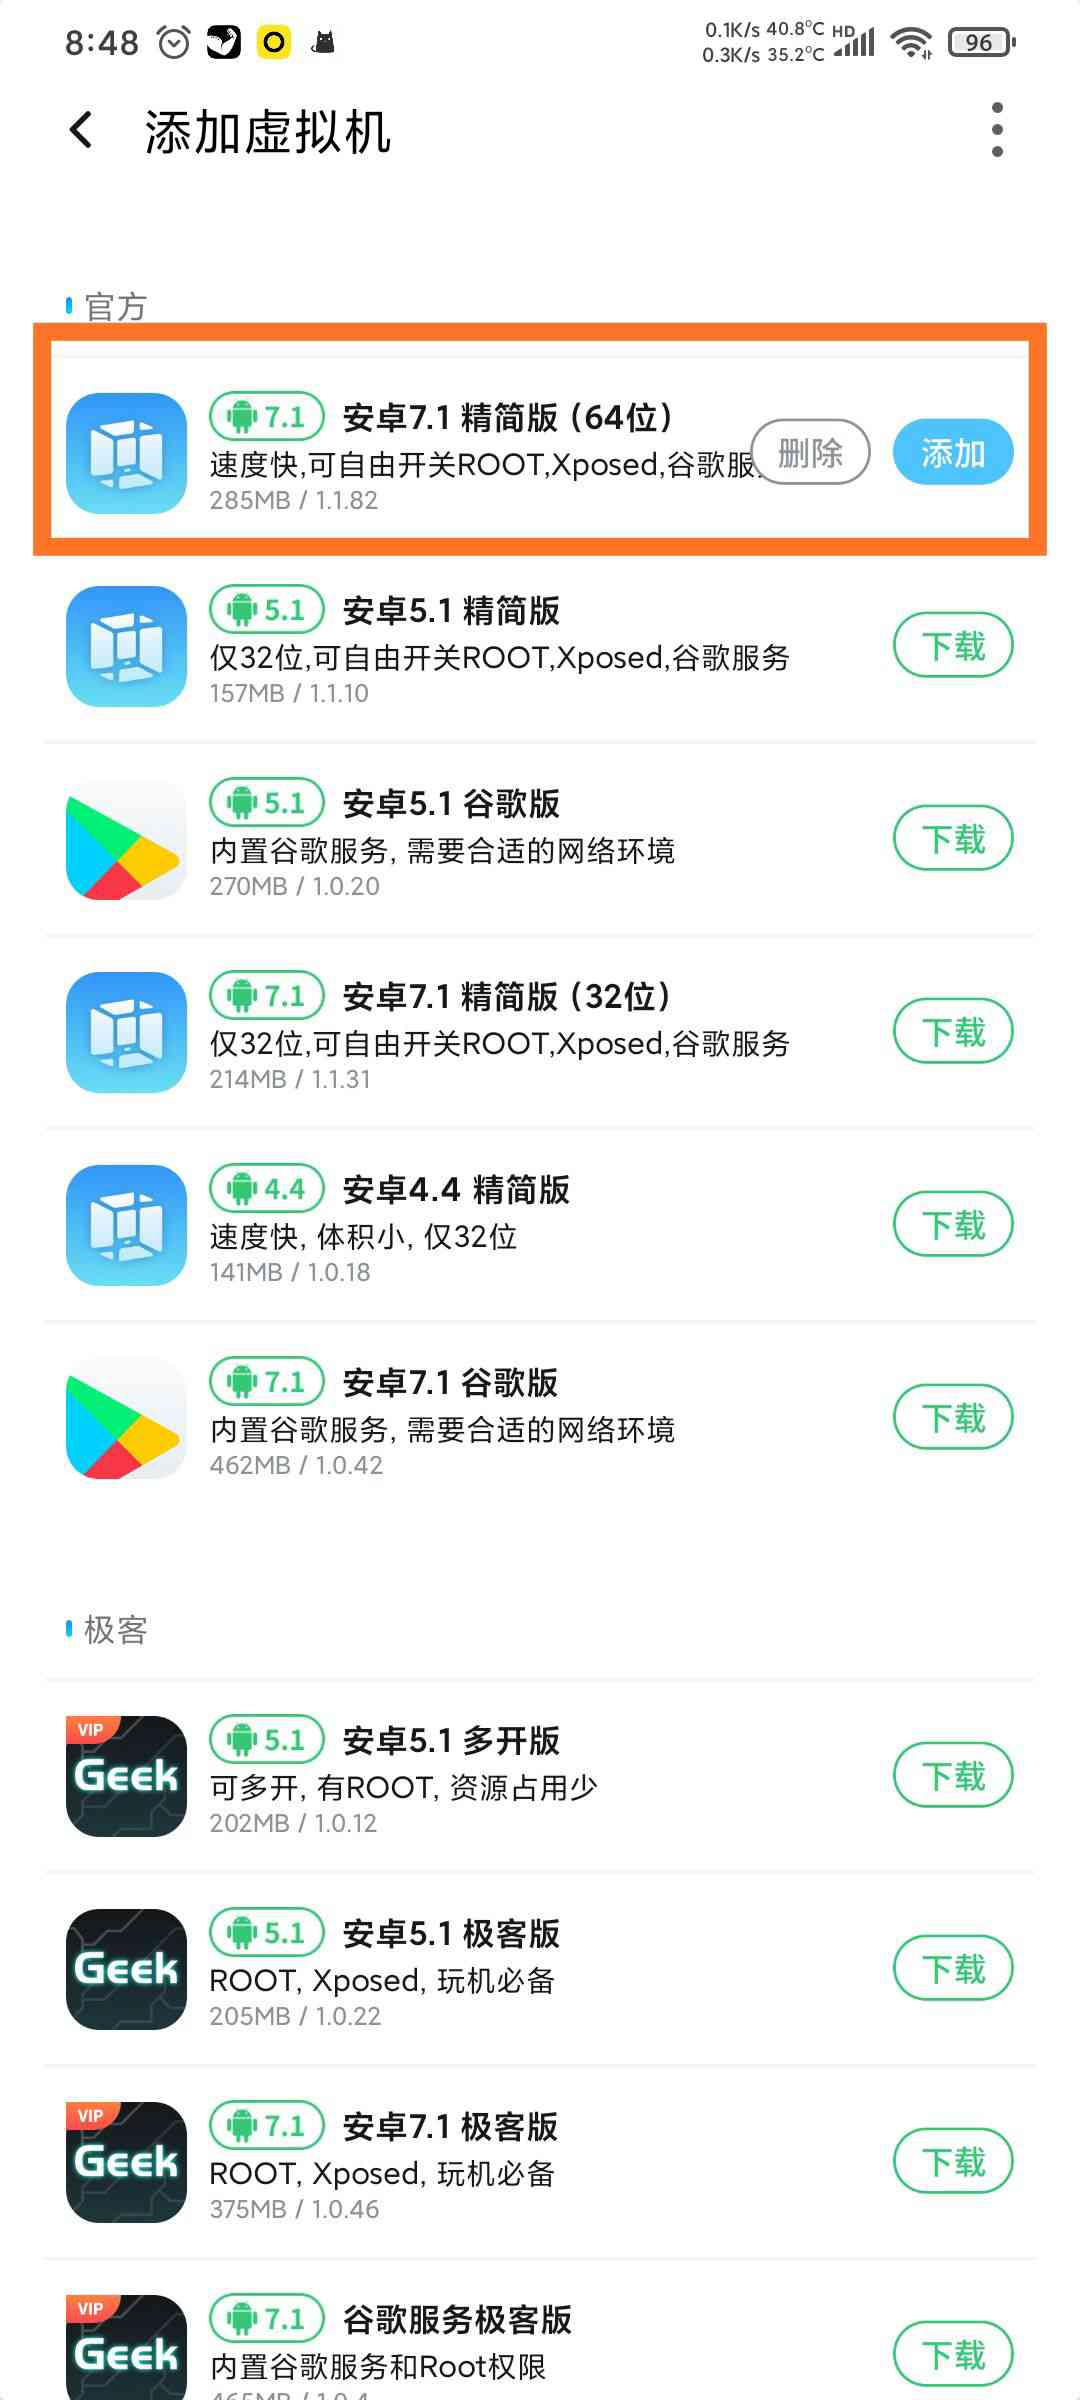 8:48
0.1K/s 40.8°C HD
0.3K/s 35.2°C
96
添加虚拟机
官方
7.1 安卓7.1 精简版 (64位)
速度快,可自由开关ROOT,Xposed,谷歌服
删除
添加
285MB / 1.1.82
5.1 安卓5.1 精简版
仅32位,可自由开关ROOT,Xposed,谷歌服务
下载
157MB / 1.1.10
5.1 安卓5.1 谷歌版
内置谷歌服务, 需要合适的网络环境
下载
270MB / 1.0.20
7.1 安卓7.1 精简版 (32位)
仅32位,可自由开关ROOT,Xposed,谷歌服务
下载
214MB / 1.1.31
4.4 安卓4.4 精简版
速度快, 体积小, 仅32位
下载
141MB / 1.0.18
7.1 安卓7.1 谷歌版
内置谷歌服务, 需要合适的网络环境
下载
462MB / 1.0.42
极客
VIP
Geek
5.1 安卓5.1 多开版
可多开, 有ROOT, 资源占用少
下载
202MB / 1.0.12
Geek
5.1 安卓5.1 极客版
ROOT, Xposed, 玩机必备
下载
205MB / 1.0.22
VIP
Geek
7.1 安卓7.1 极客版
ROOT, Xposed, 玩机必备
下载
375MB / 1.0.46
VIP
Geek
7.1 谷歌服务极客版
内置谷歌服务和Root权限
下载